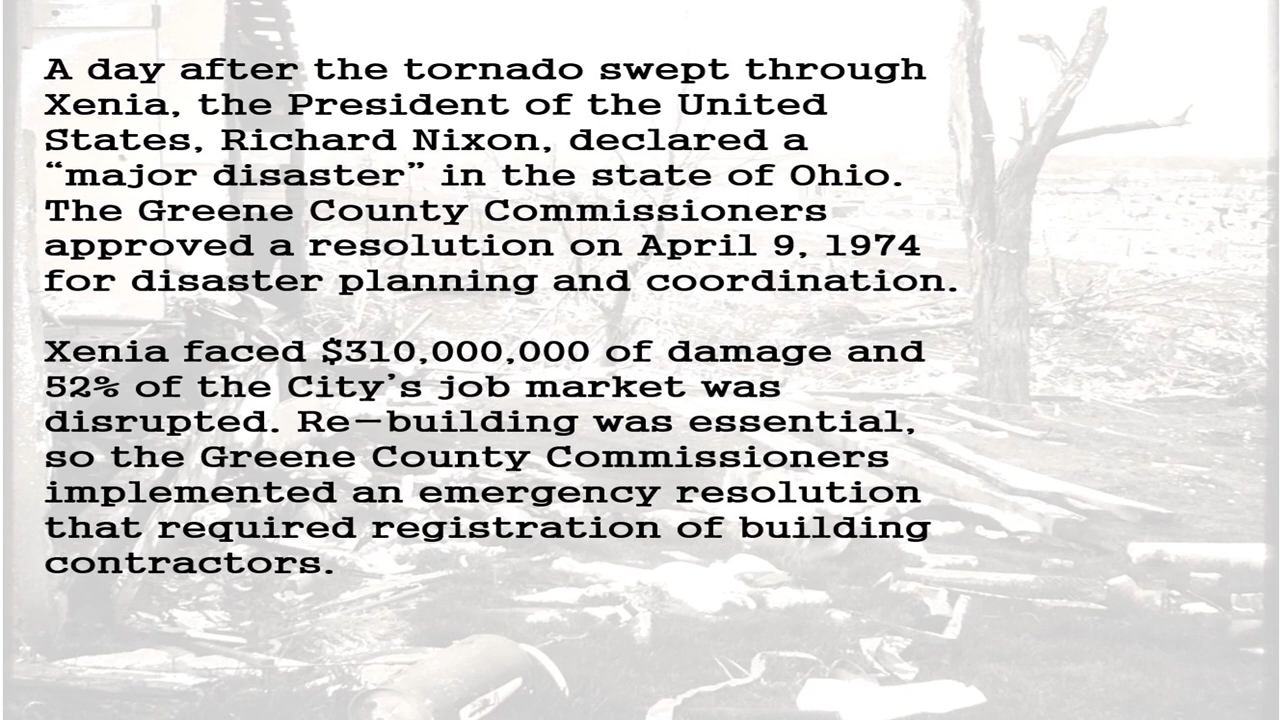 A day after the tornado swept through
Xenia, the President of the United
States, Richard Nixon, declared a
“major disaster” in the state of Ohio.
The Greene County Commissioners
approved a resolution on April 9, 1974
for disaster planning and coordination.
Xenia faced $310,000,000 of damage and
52% of the City’s job market was
disrupted. Re—building was essential,
so the Greene County Commissioners
implemented an emergency resolution
that required registration of building
contractors.